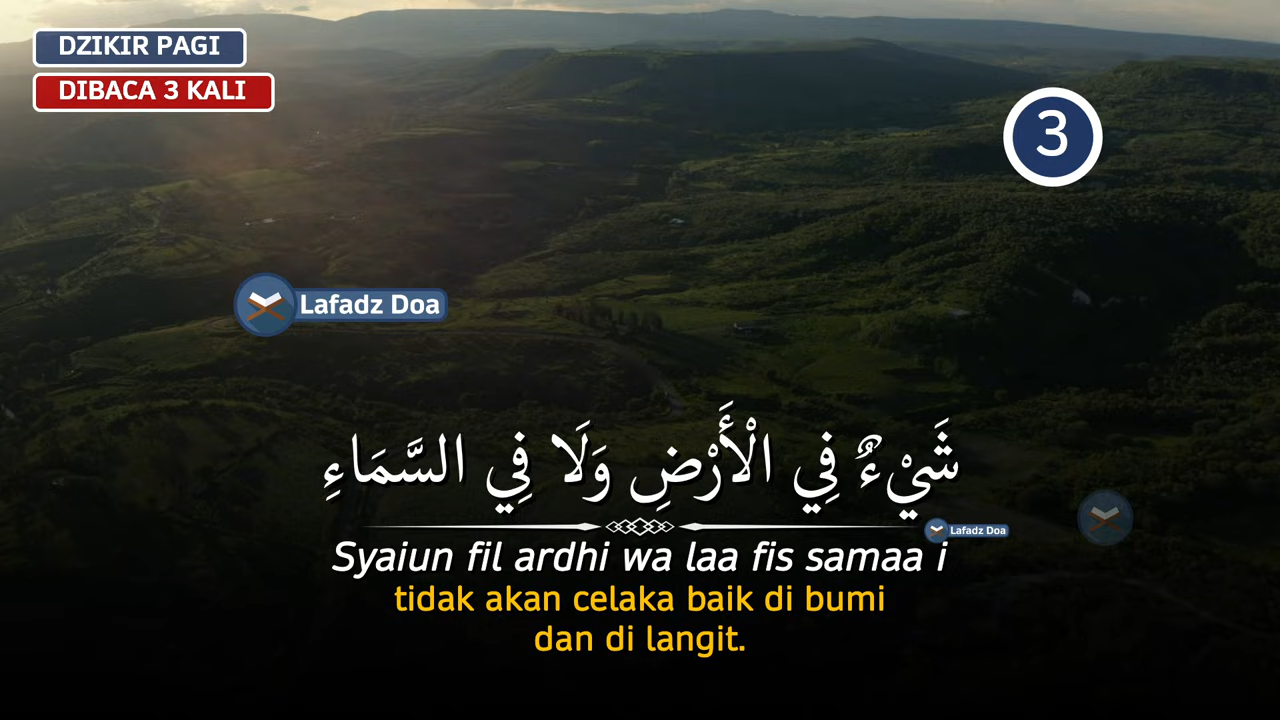 DZIKIR PAGI
DIBACA 3 KALI
3
Lafadz Doa
شَيْءٌ فِي الْأَرْضِ وَلَا فِي السَّمَاءِ
Lafadz Doa
Syaiun fil ardhi wa laa fis samaa i
tidak akan celaka baik di bumi
dan di langit.